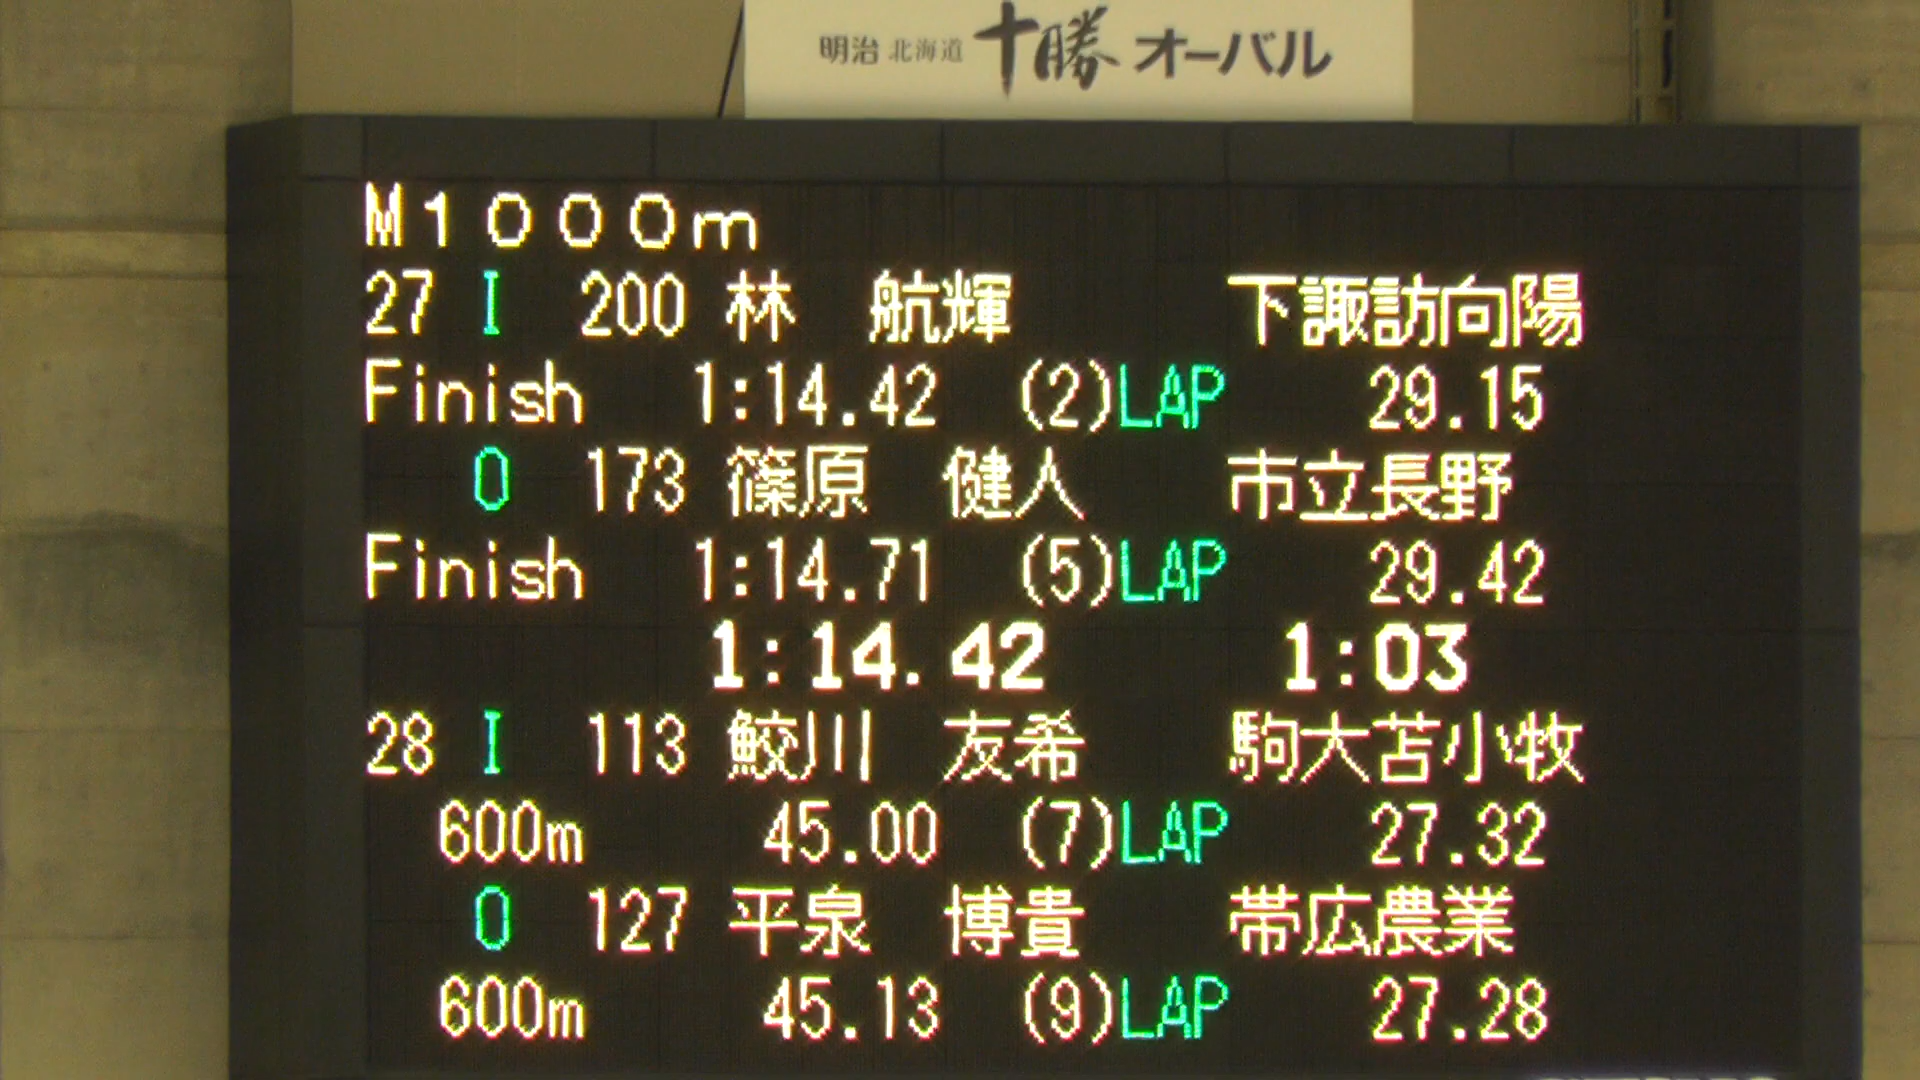 明治 北海道 十勝 オーバル
M1000m
27 I 200 林 航輝 下諏訪向陽
Finish 1:14.42 (2)LAP 29.15
O 173 篠原 健人 市立長野
Finish 1:14.71 (5)LAP 29.42
1:14.42 1:03
28 I 113 鮫川 友希 駒大苫小牧
600m 45.00 (7)LAP 27.32
O 127 平泉 博貴 帯広農業
600m 45.13 (9)LAP 27.28